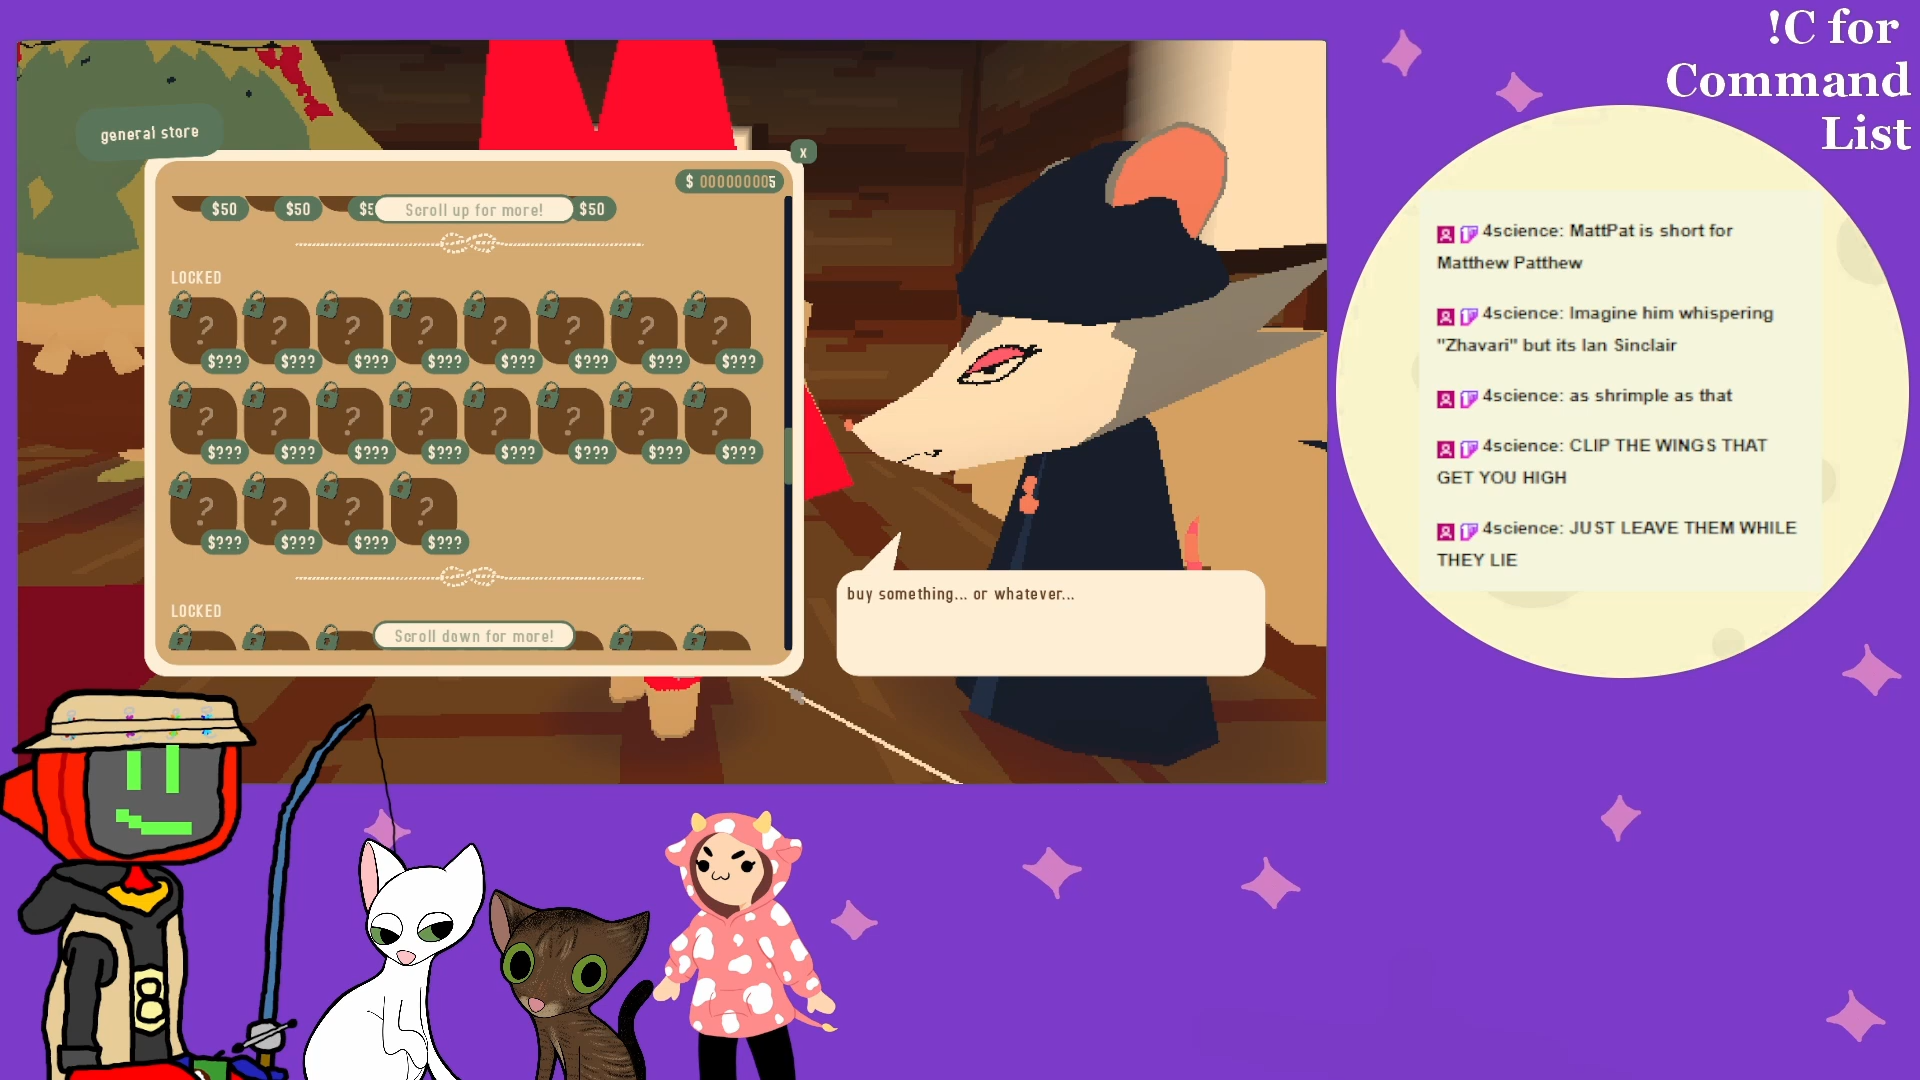 !C for
Command
List
general store
x
$ 000000005
$50 $50 $5 Scroll up for more! $50
LOCKED
? ? ? ? ? ? ? ?
$??? $??? $??? $??? $??? $??? $??? $???
? ? ? ? ? ? ? ?
$??? $??? $??? $??? $??? $??? $??? $???
? ? ? ?
$??? $??? $??? $???
LOCKED
Scroll down for more!
buy something... or whatever...
4science: MattPat is short for
Matthew Patthew
4science: Imagine him whispering
"Zhavari" but its Ian Sinclair
4science: as shrimple as that
4science: CLIP THE WINGS THAT
GET YOU HIGH
4science: JUST LEAVE THEM WHILE
THEY LIE
8